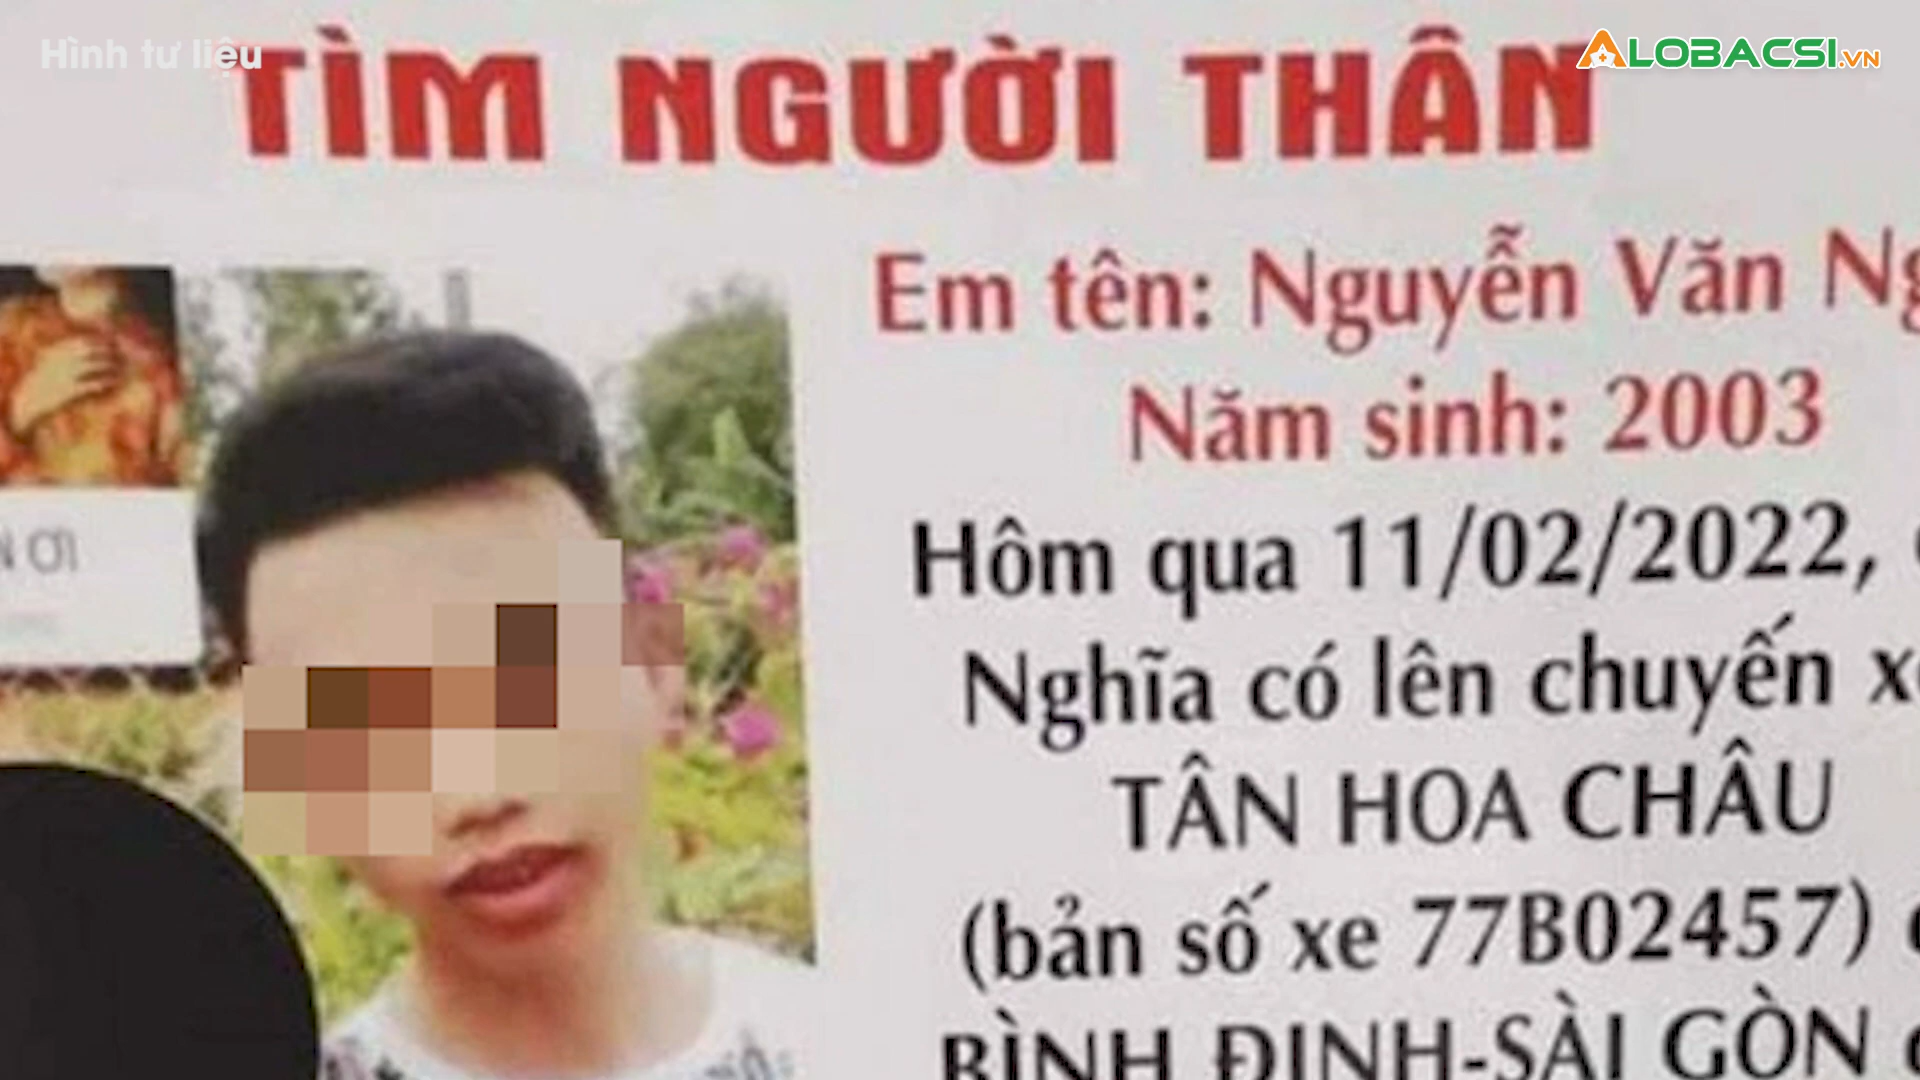 Hình tư liệu
ALOBACSI.VN
TÌM NGƯỜI THÂN
Em tên: Nguyễn Văn
Năm sinh: 2003
Hôm qua 11/02/2022,
Nghĩa có lên chuyến
TÂN HOA CHÂU
(bản số xe 77B02457)
BÌNH ĐỊNH-SÀI GÒN
ƠI